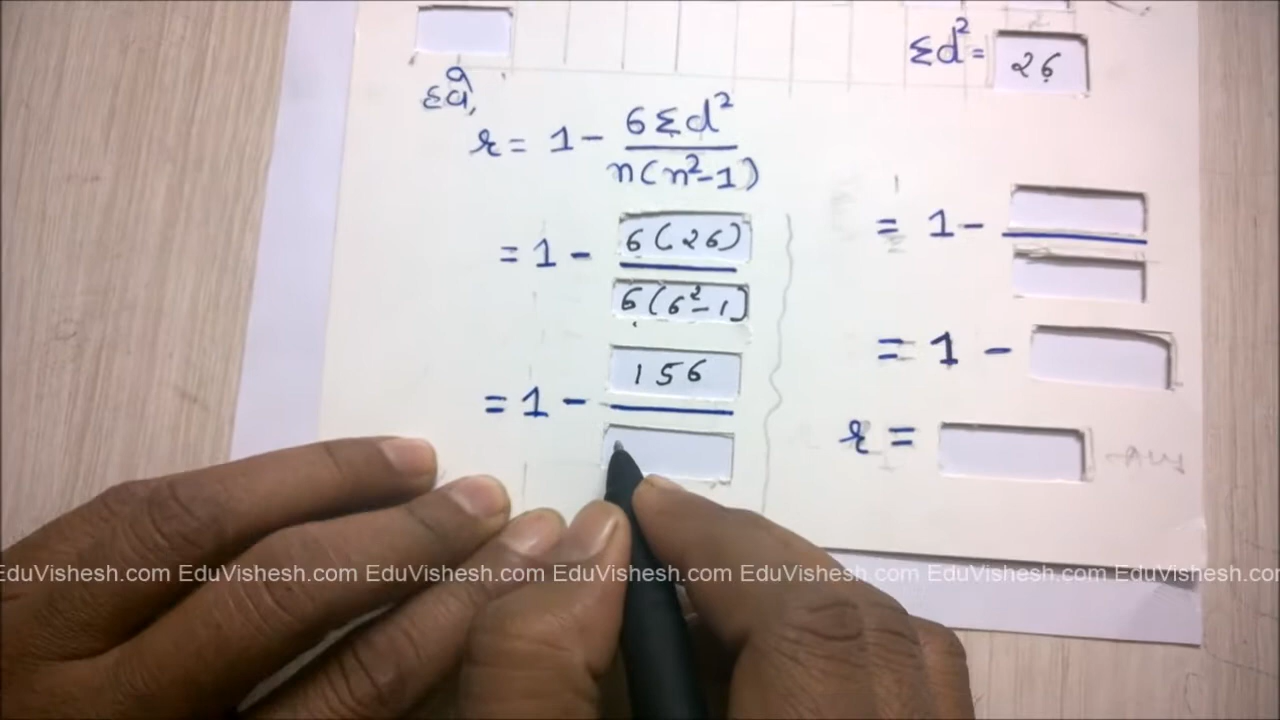 Σd² = 26
હવે,
r = 1 - 6Σd² / n(n²-1)
= 1 - 6(26) / 6(6²-1)
= 1 - 156 /
= 1 -
= 1 -
r =
EduVishesh.com EduVishesh.com EduVishesh.com EduVishesh.com EduVishesh.com EduVishesh.com EduVishesh.com